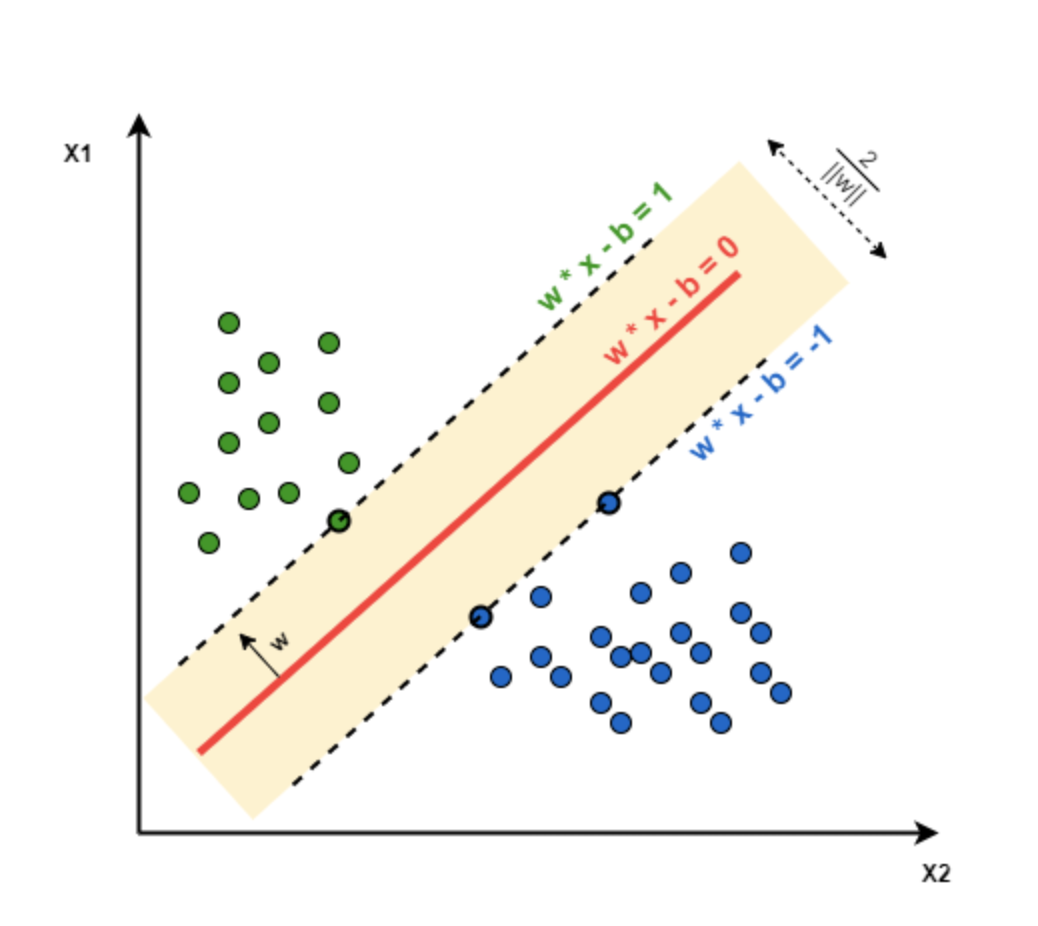 X1
2
||w||
w* x - b = 1
w* x - b = 0
w* x - b = -1
w
X2